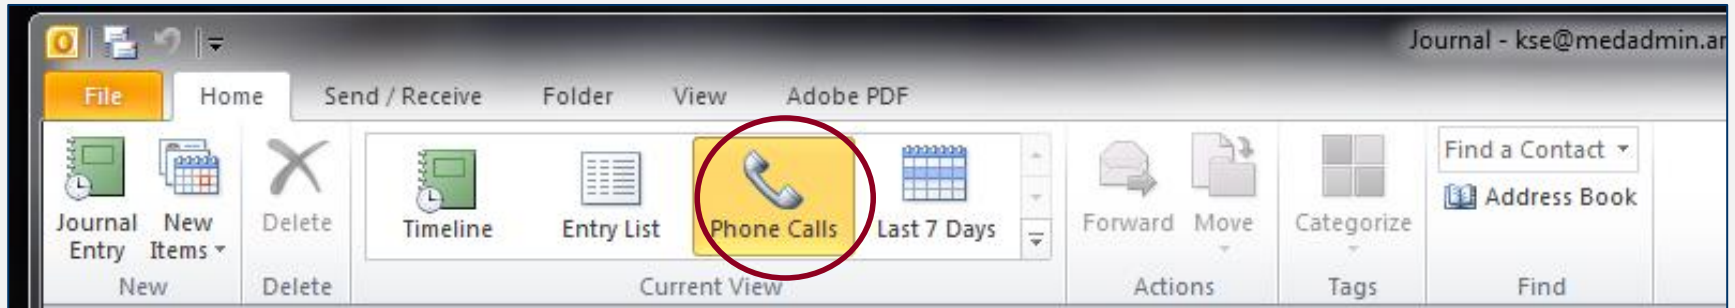 Journal - kse@medadmin.ar
File Home Send / Receive Folder View Adobe PDF
Journal Entry New Items Delete Timeline Entry List Phone Calls Last 7 Days Forward Move Categorize Find a Contact
Address Book
New Delete Current View Actions Tags Find